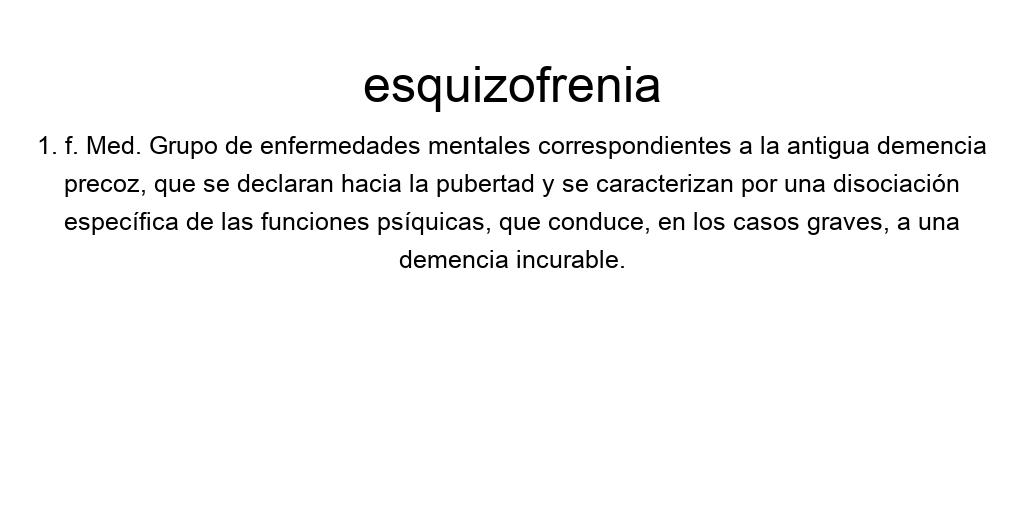 esquizofrenia
1. f. Med. Grupo de enfermedades mentales correspondientes a la antigua demencia
precoz, que se declaran hacia la pubertad y se caracterizan por una disociación
específica de las funciones psíquicas, que conduce, en los casos graves, a una
demencia incurable.